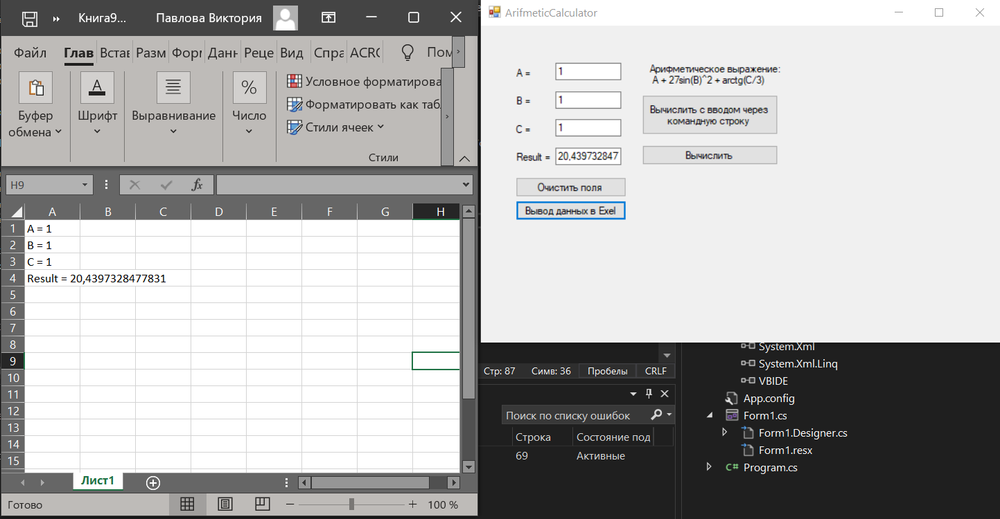 Книга9...
Павлова Виктория
Файл Глав Встав Разм Форм Данн Реце Вид Спра ACRO Пом
Буфер обмена
Шрифт
Выравнивание
Число
Условное форматирова
Форматировать как таб
Стили ячеек
Стили
H9
fx
A B C D E F G H
1 A = 1
2 B = 1
3 C = 1
4 Result = 20,4397328477831
5
6
7
8
9
10
11
12
13
14
15
Лист1
Готово
100 %
ArifmeticCalculator
A = 1
B = 1
C = 1
Result = 20,439732847
Арифметическое выражение:
A + 27sin(B)^2 + arctg(C/3)
Вычислить с вводом через
командную строку
Вычислить
Очистить поля
Вывод данных в Exel
Стр: 87 Симв: 36 Пробелы CRLF
Поиск по списку ошибок
Строка Состояние под
69 Активные
System.Xml
System.Xml.Linq
VBIDE
App.config
Form1.cs
Form1.Designer.cs
Form1.resx
C# Program.cs